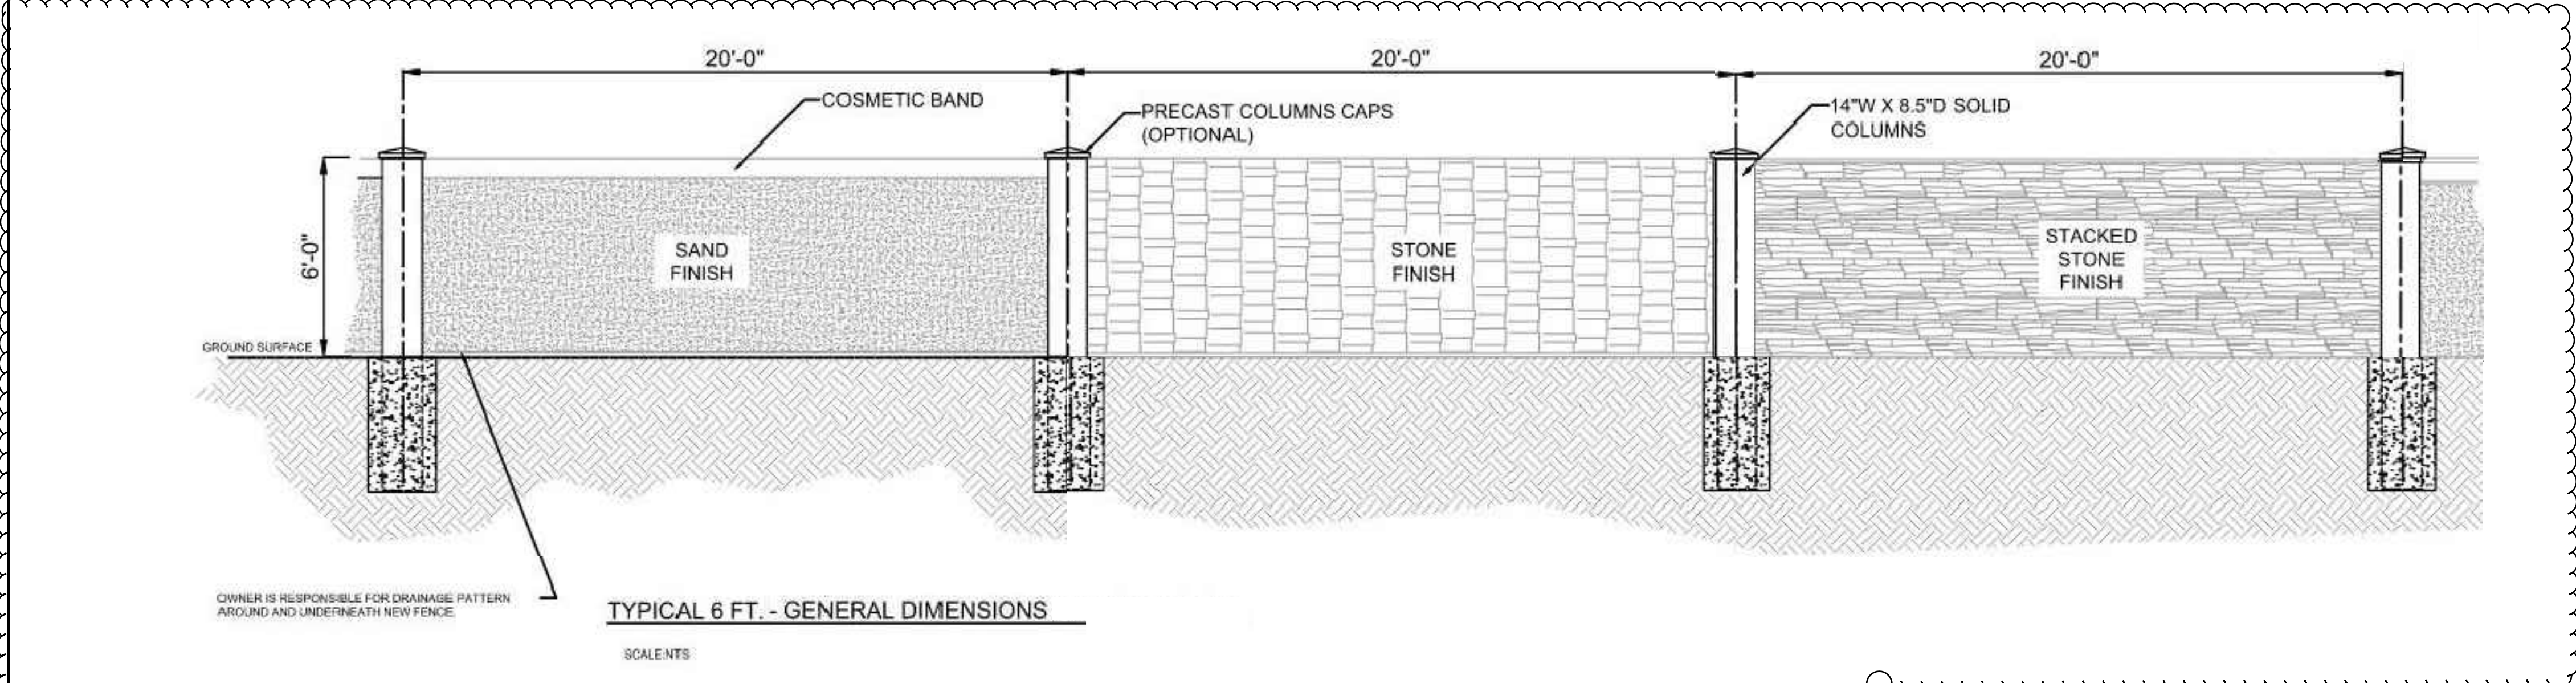 20'-0"
20'-0"
20'-0"
COSMETIC BAND
PRECAST COLUMNS CAPS
(OPTIONAL)
14"W X 8.5"D SOLID
COLUMNS
6'-0"
SAND
FINISH
STONE
FINISH
STACKED
STONE
FINISH
GROUND SURFACE
OWNER IS RESPONSIBLE FOR DRAINAGE PATTERN
AROUND AND UNDERNEATH NEW FENCE.
TYPICAL 6 FT. - GENERAL DIMENSIONS
SCALE:NTS